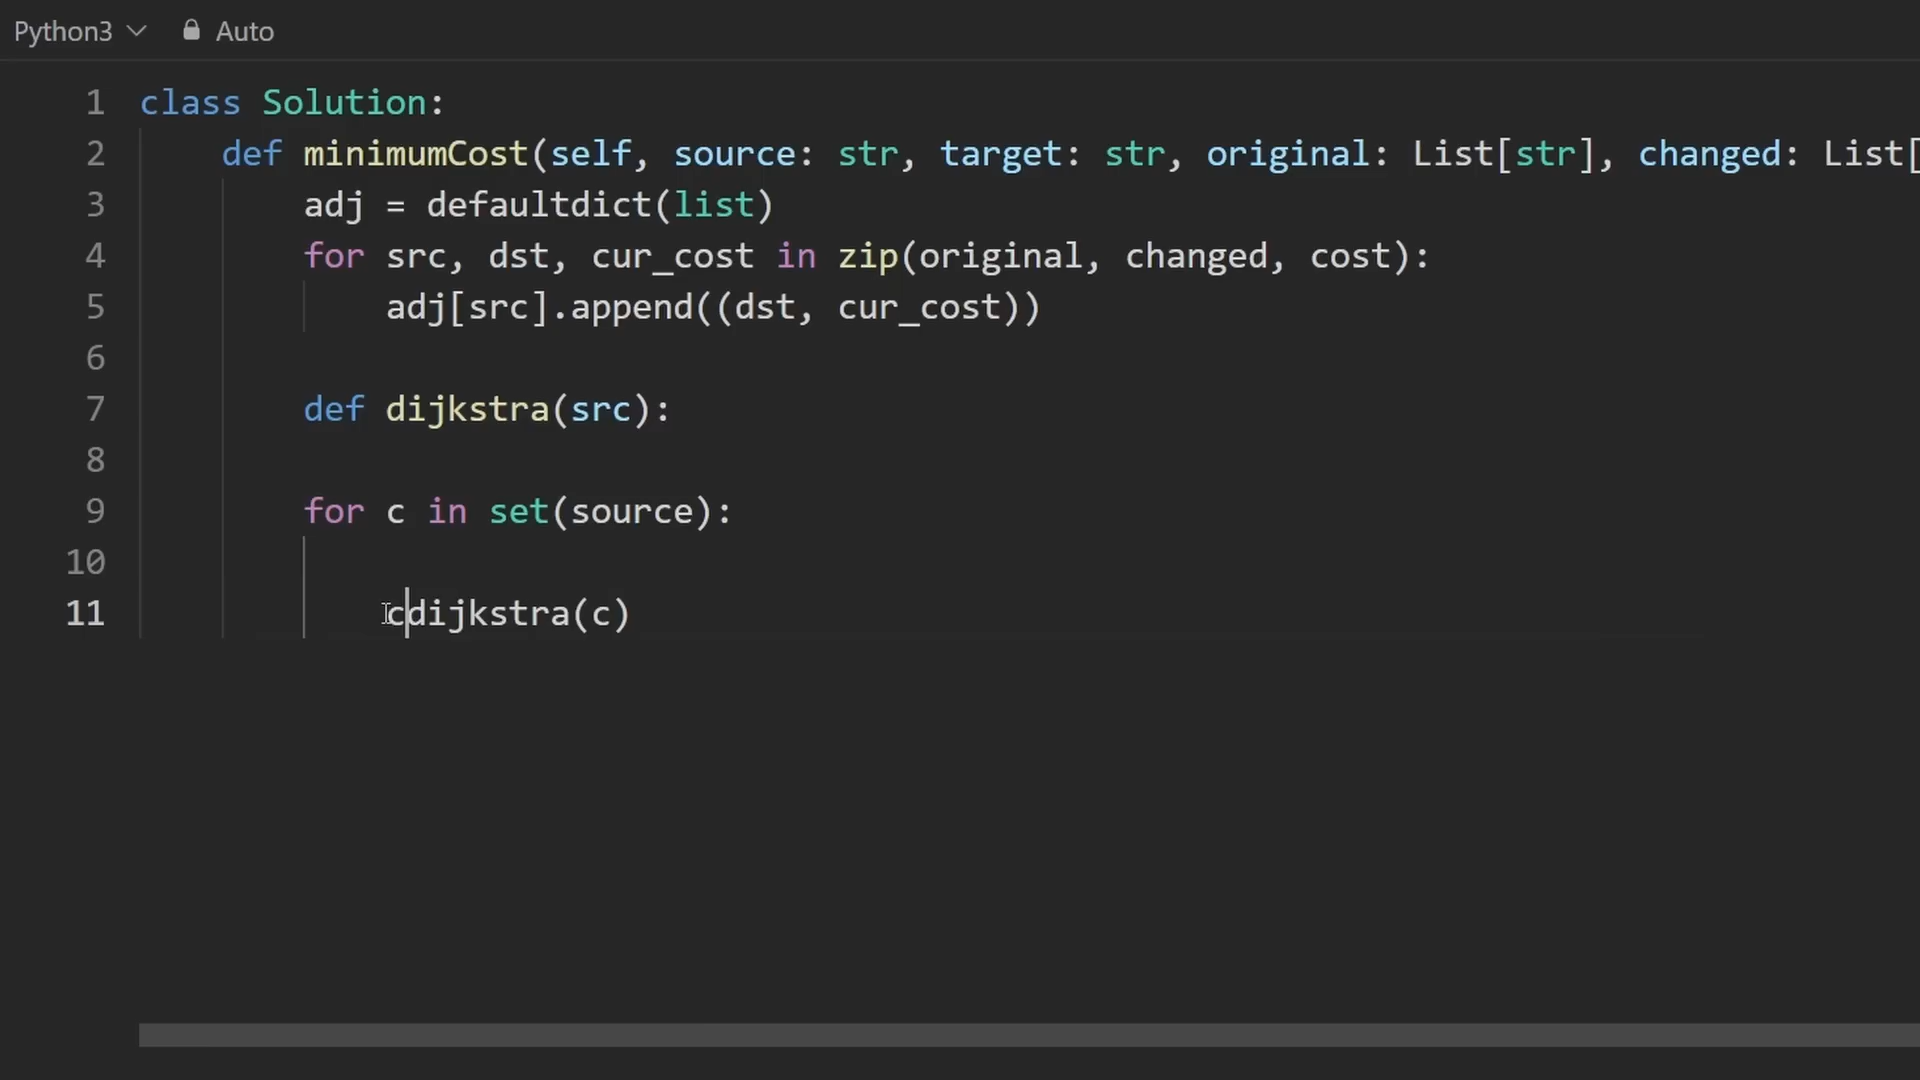 Python3 Auto
1 class Solution:
2 def minimumCost(self, source: str, target: str, original: List[str], changed: List[
3 adj = defaultdict(list)
4 for src, dst, cur_cost in zip(original, changed, cost):
5 adj[src].append((dst, cur_cost))
6
7 def dijkstra(src):
8
9 for c in set(source):
10
11 cdijkstra(c)